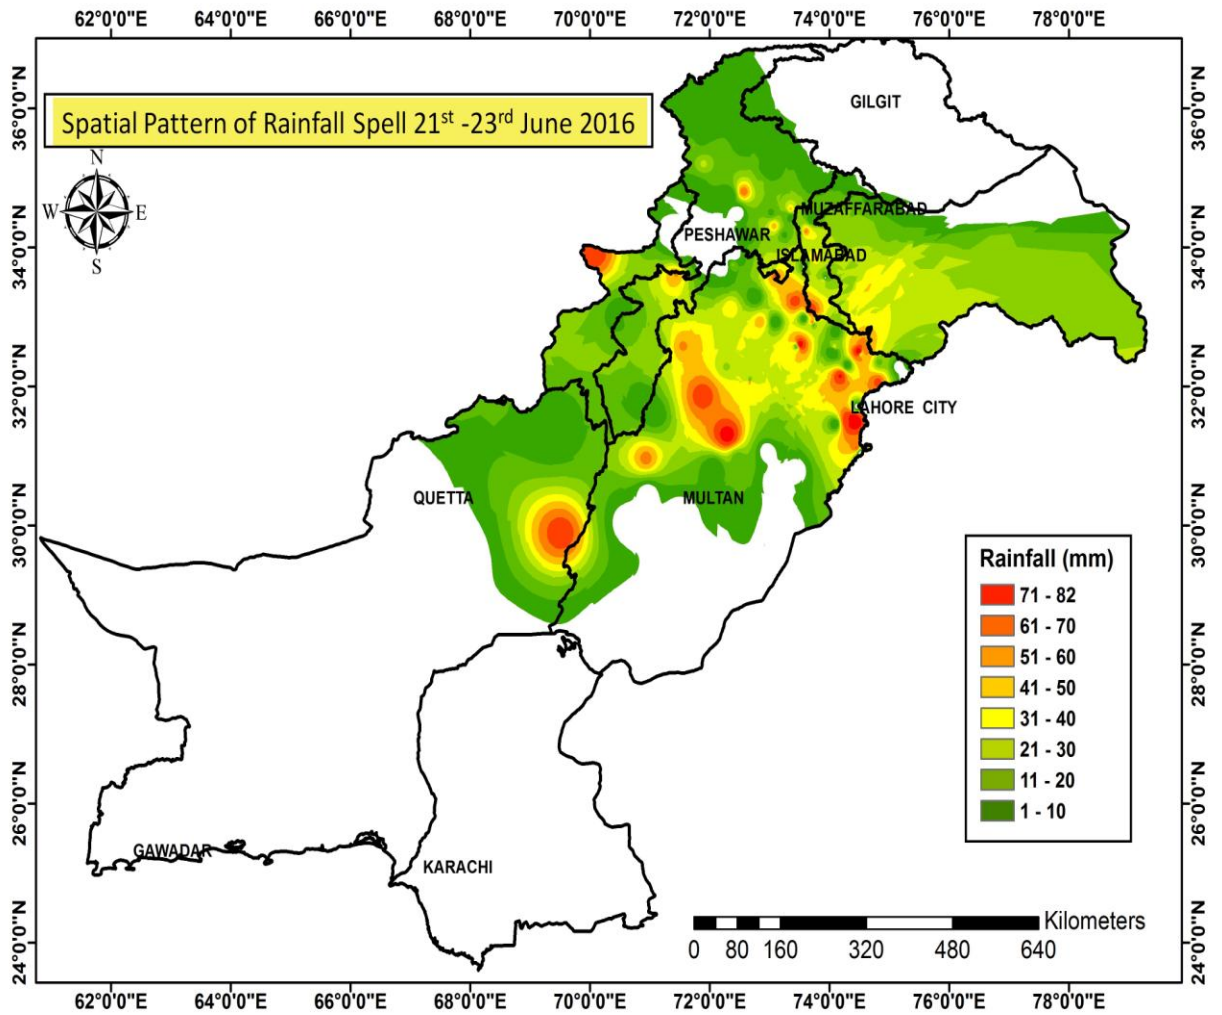 62°0'0"E 64°0'0"E 66°0'0"E 68°0'0"E 70°0'0"E 72°0'0"E 74°0'0"E 76°0'0"E 78°0'0"E
Spatial Pattern of Rainfall Spell 21st -23rd June 2016
N
W E
S
36°0'0"N 36°0'0"N
34°0'0"N 34°0'0"N
32°0'0"N 32°0'0"N
30°0'0"N 30°0'0"N
28°0'0"N 28°0'0"N
26°0'0"N 26°0'0"N
24°0'0"N 24°0'0"N
GILGIT
MUZAFFARABAD
PESHAWAR
ISLAMABAD
LAHORE CITY
QUETTA
MULTAN
GAWADAR
KARACHI
Rainfall (mm)
71 - 82
61 - 70
51 - 60
41 - 50
31 - 40
21 - 30
11 - 20
1 - 10
Kilometers
0 80 160 320 480 640
62°0'0"E 64°0'0"E 66°0'0"E 68°0'0"E 70°0'0"E 72°0'0"E 74°0'0"E 76°0'0"E 78°0'0"E